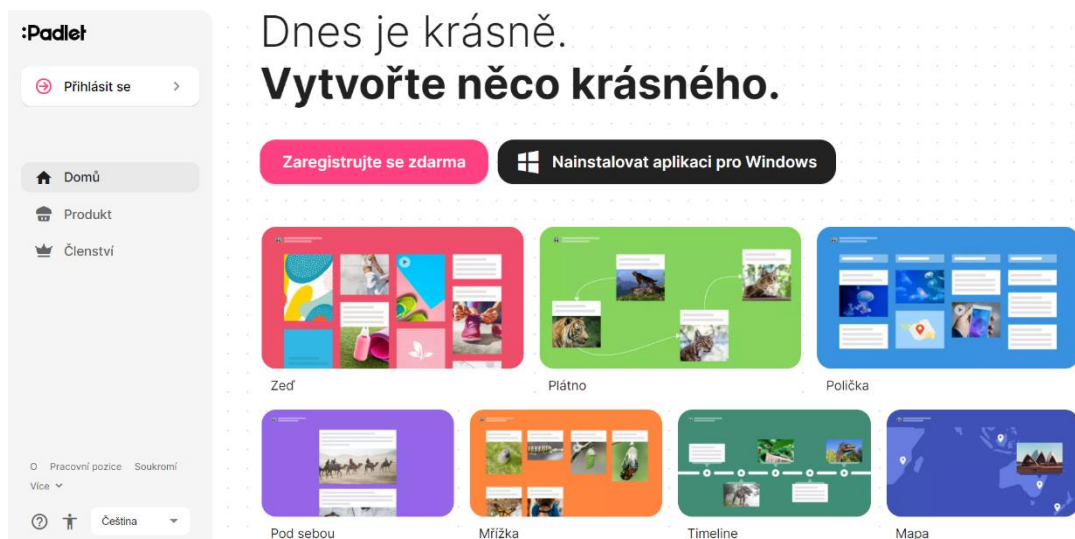 :Padlet
Přihlásit se
Domů
Produkt
Členství
O Pracovní pozice Soukromí
Více
Čeština
Dnes je krásně.
Vytvořte něco krásného.
Zaregistrujte se zdarma
Nainstalovat aplikaci pro Windows
Zeď
Plátno
Polička
Pod sebou
Mřížka
Timeline
Mapa